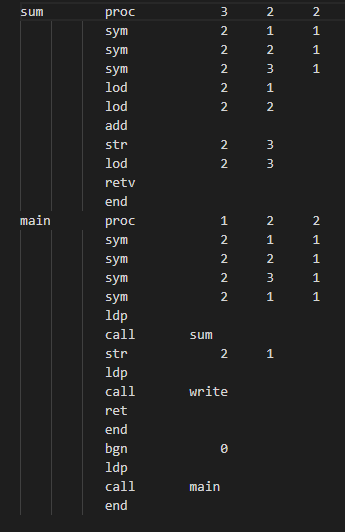 sum proc 3 2 2
sym 2 1 1
sym 2 2 1
sym 2 3 1
lod 2 1
lod 2 2
add
str 2 3
lod 2 3
retv
end
main proc 1 2 2
sym 2 1 1
sym 2 2 1
sym 2 3 1
sym 2 1 1
ldp
call sum
str 2 1
ldp
call write
ret
end
bgn 0
ldp
call main
end